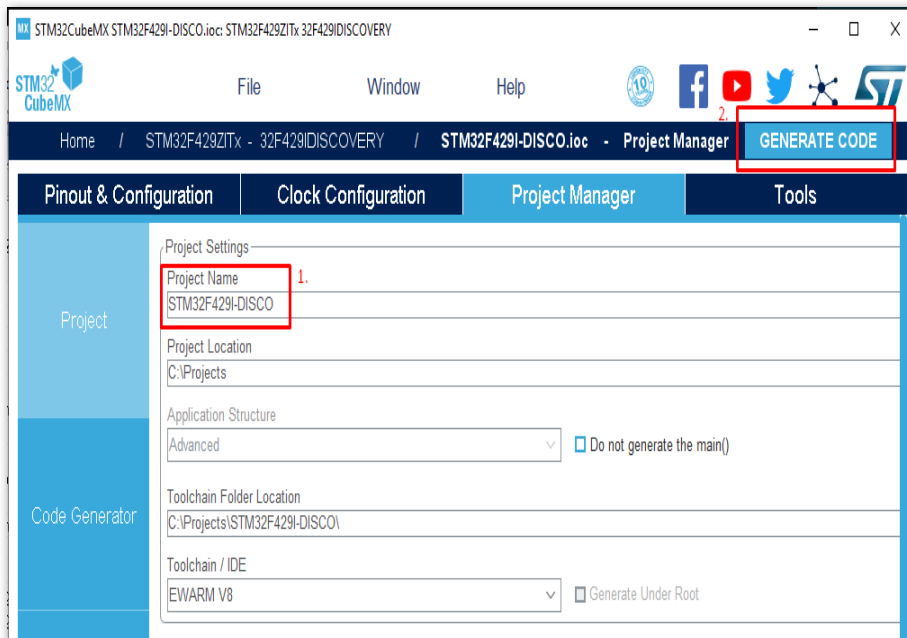 MX STM32CubeMX STM32F429I-DISCO.ioc: STM32F429ZITx 32F429IDISCOVERY
STM32 CubeMX
File Window Help
10
2.
Home / STM32F429ZITx - 32F429IDISCOVERY / STM32F429I-DISCO.ioc - Project Manager GENERATE CODE
Pinout & Configuration Clock Configuration Project Manager Tools
Project
Code Generator
Project Settings
Project Name
1.
STM32F429I-DISCO
Project Location
C:\Projects
Application Structure
Advanced
Do not generate the main()
Toolchain Folder Location
C:\Projects\STM32F429I-DISCO\
Toolchain / IDE
EWARM V8
Generate Under Root